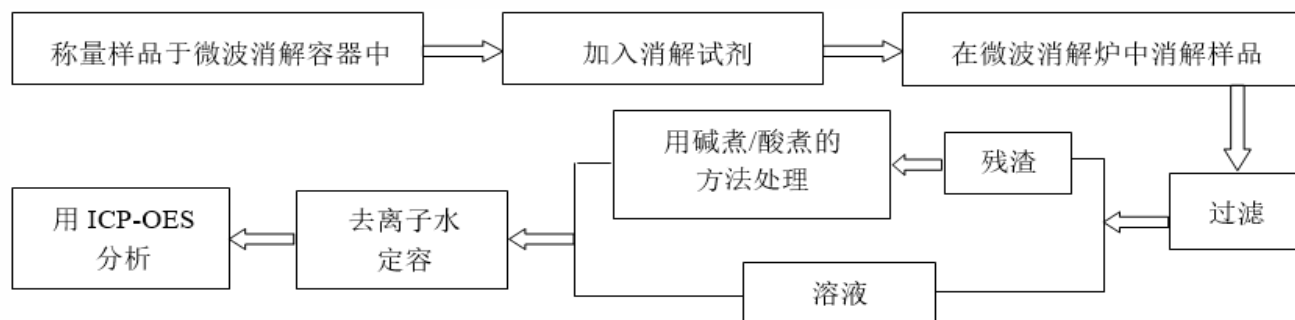 称量样品于微波消解容器中
加入消解试剂
在微波消解炉中消解样品
过滤
残渣
用碱煮/酸煮的
方法处理
溶液
去离子水
定容
用 ICP-OES
分析